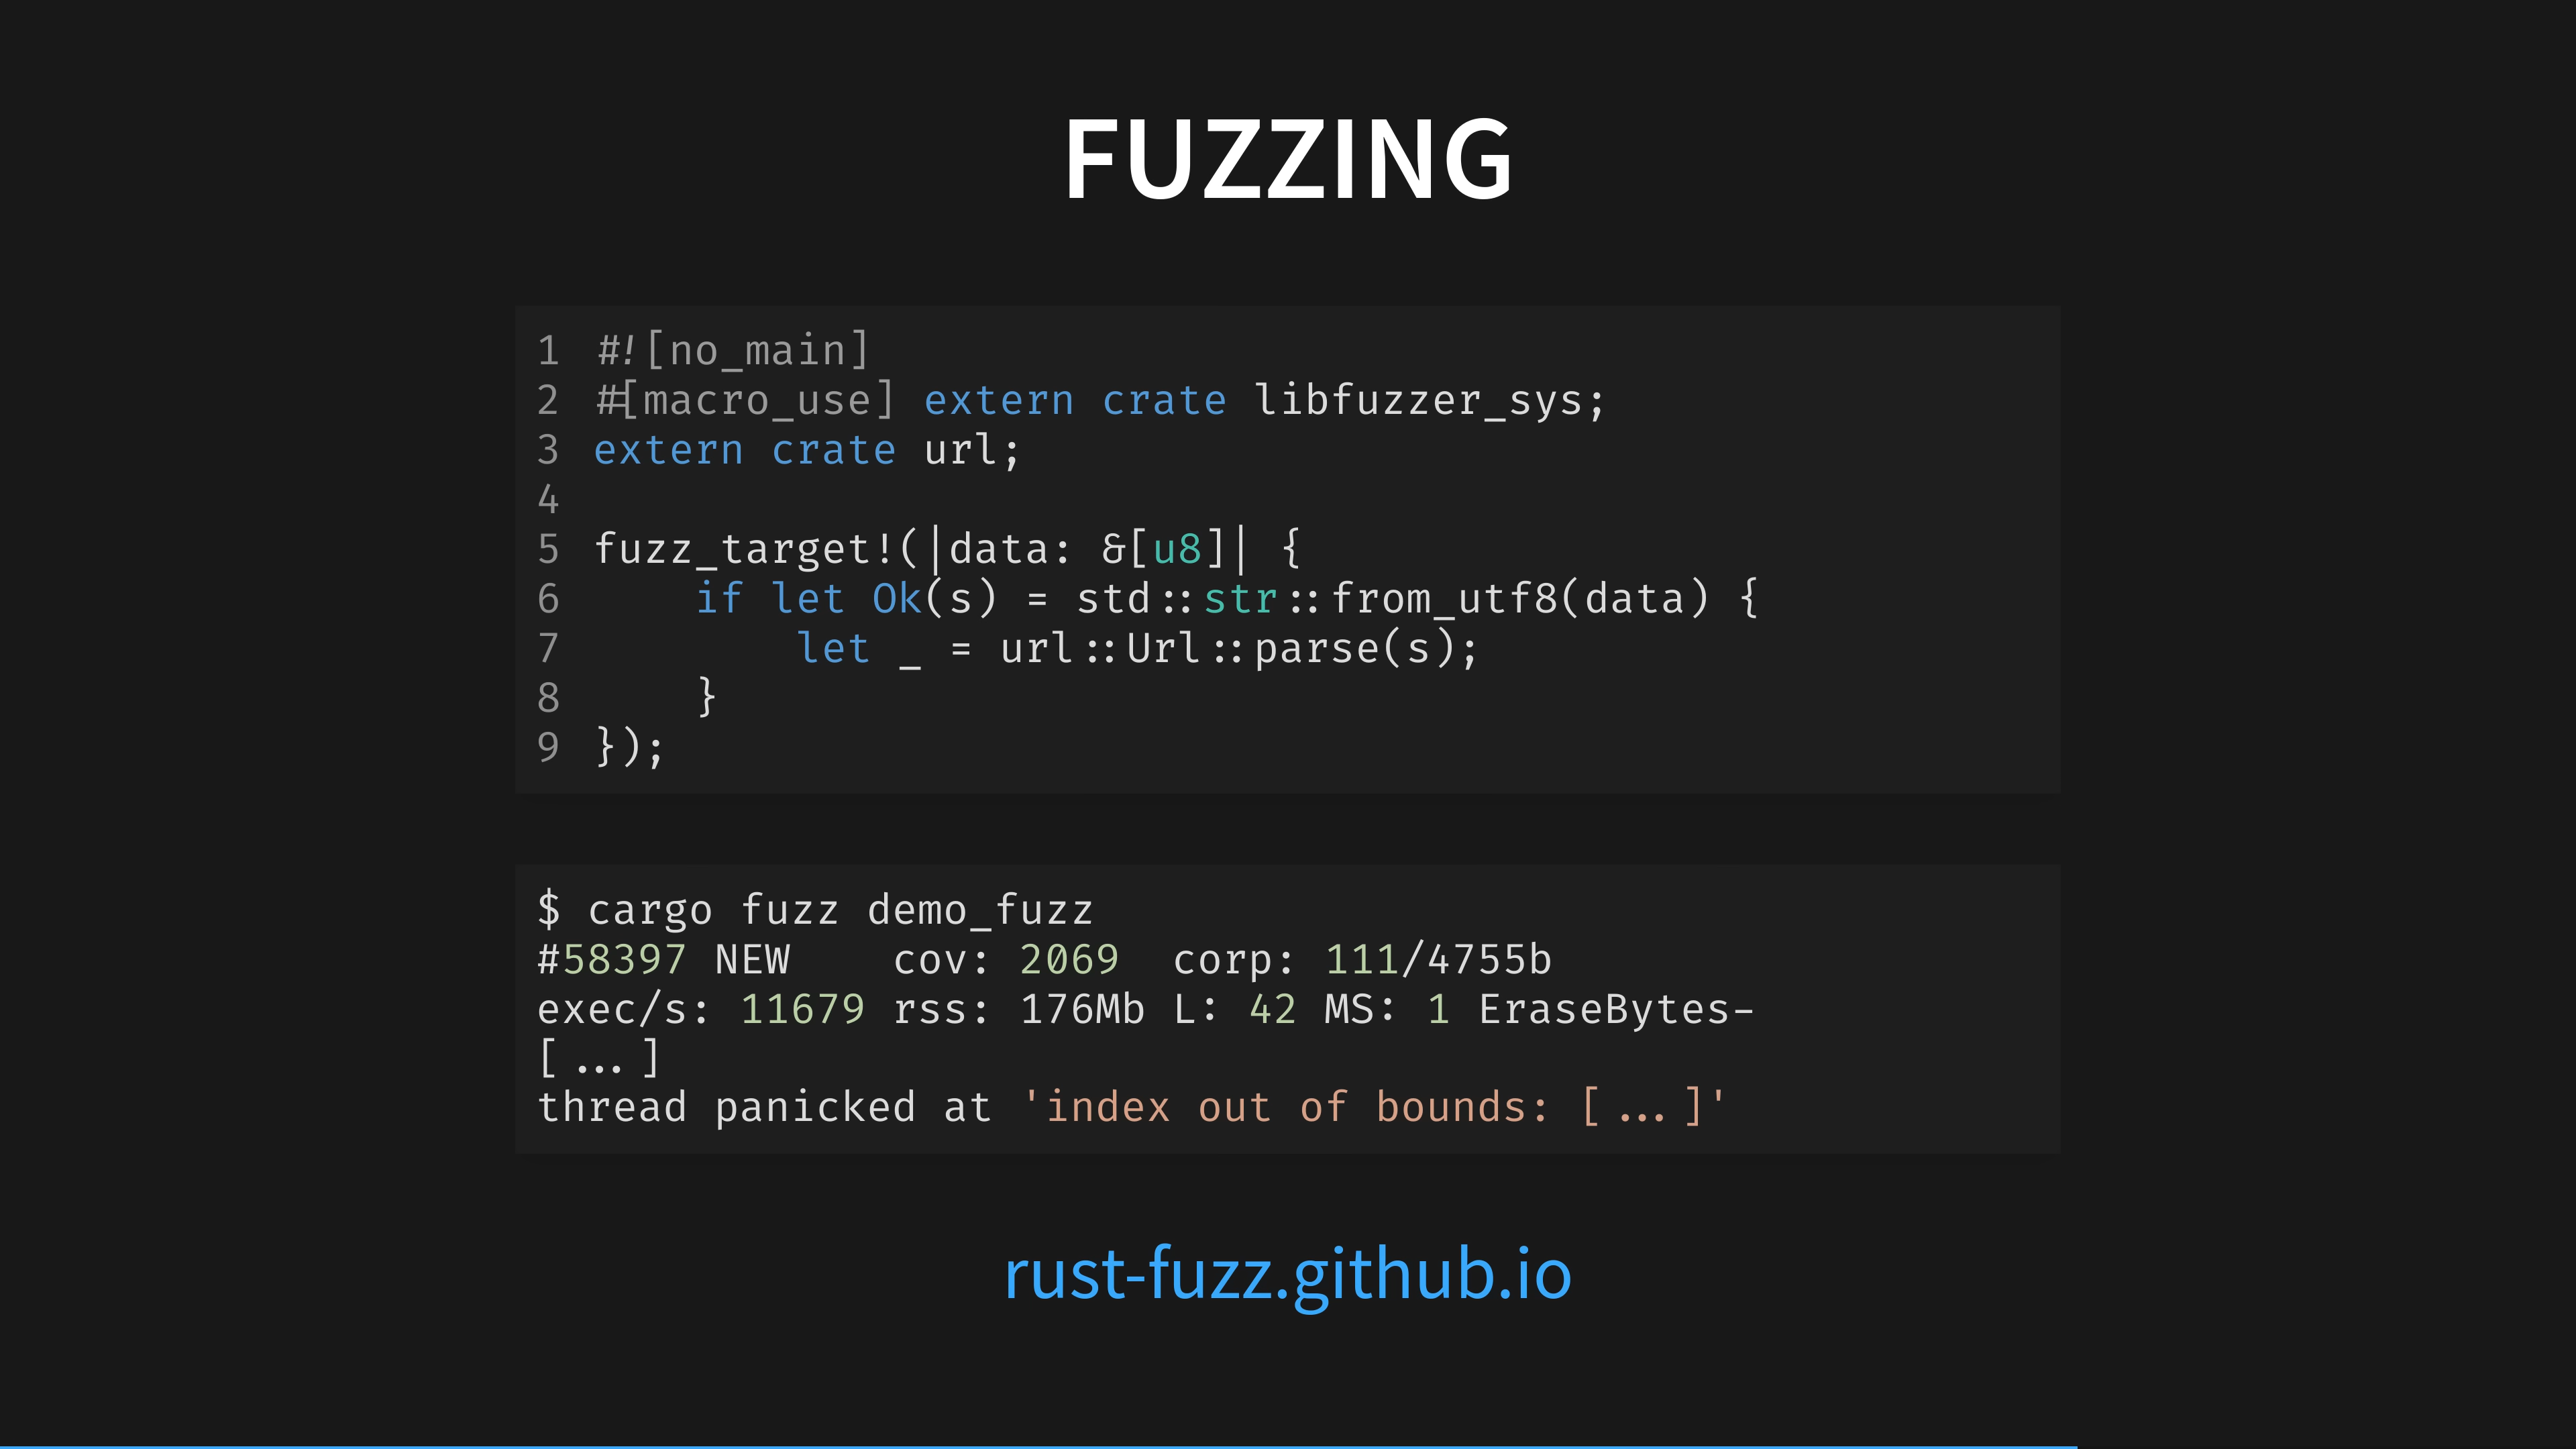 FUZZING
1 #![no_main]
2 #[macro_use] extern crate libfuzzer_sys;
3 extern crate url;
4
5 fuzz_target!(|data: &[u8]| {
6     if let Ok(s) = std::str::from_utf8(data) {
7         let _ = url::Url::parse(s);
8     }
9 });
$ cargo fuzz demo_fuzz
#58397 NEW    cov: 2069  corp: 111/4755b
exec/s: 11679 rss: 176Mb L: 42 MS: 1 EraseBytes-
[...]
thread panicked at 'index out of bounds: [...]'
rust-fuzz.github.io